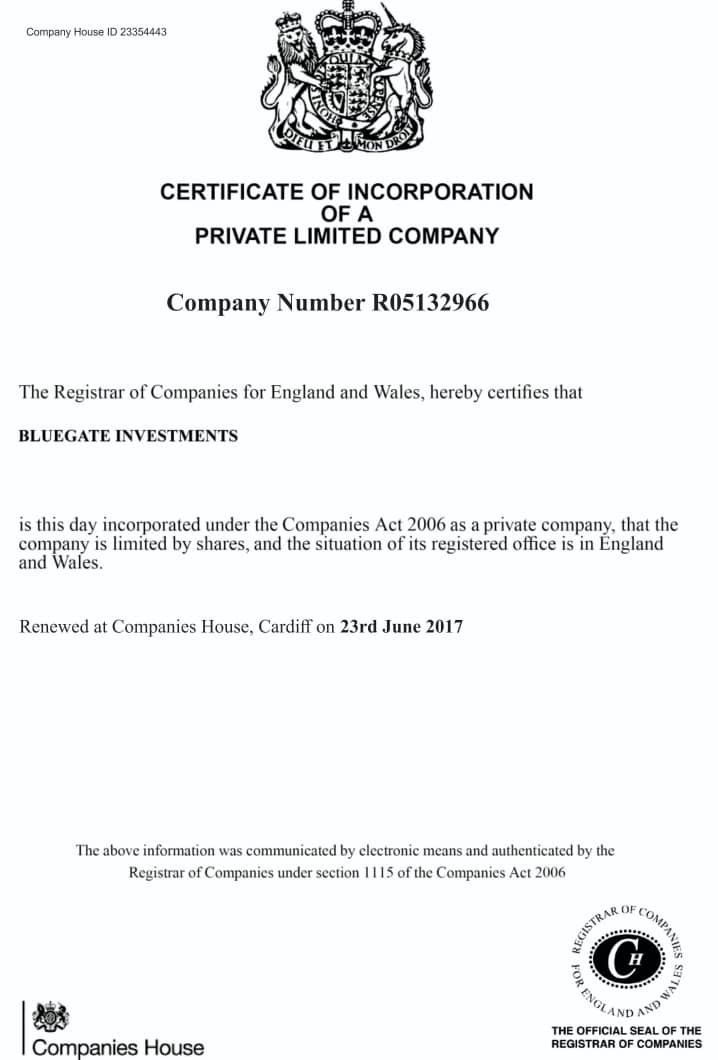 Company House ID 23354443
QUI MAL
HONI
PENSE
DIEU ET MON DROIT
CERTIFICATE OF INCORPORATION
OF A
PRIVATE LIMITED COMPANY
Company Number R05132966
The Registrar of Companies for England and Wales, hereby certifies that
BLUEGATE INVESTMENTS
is this day incorporated under the Companies Act 2006 as a private company, that the
company is limited by shares, and the situation of its registered office is in England
and Wales.
Renewed at Companies House, Cardiff on 23rd June 2017
The above information was communicated by electronic means and authenticated by the
Registrar of Companies under section 1115 of the Companies Act 2006
REGISTRAR OF COMPANIES
FOR ENGLAND AND WALES
CH
THE OFFICIAL SEAL OF THE
REGISTRAR OF COMPANIES
Companies House